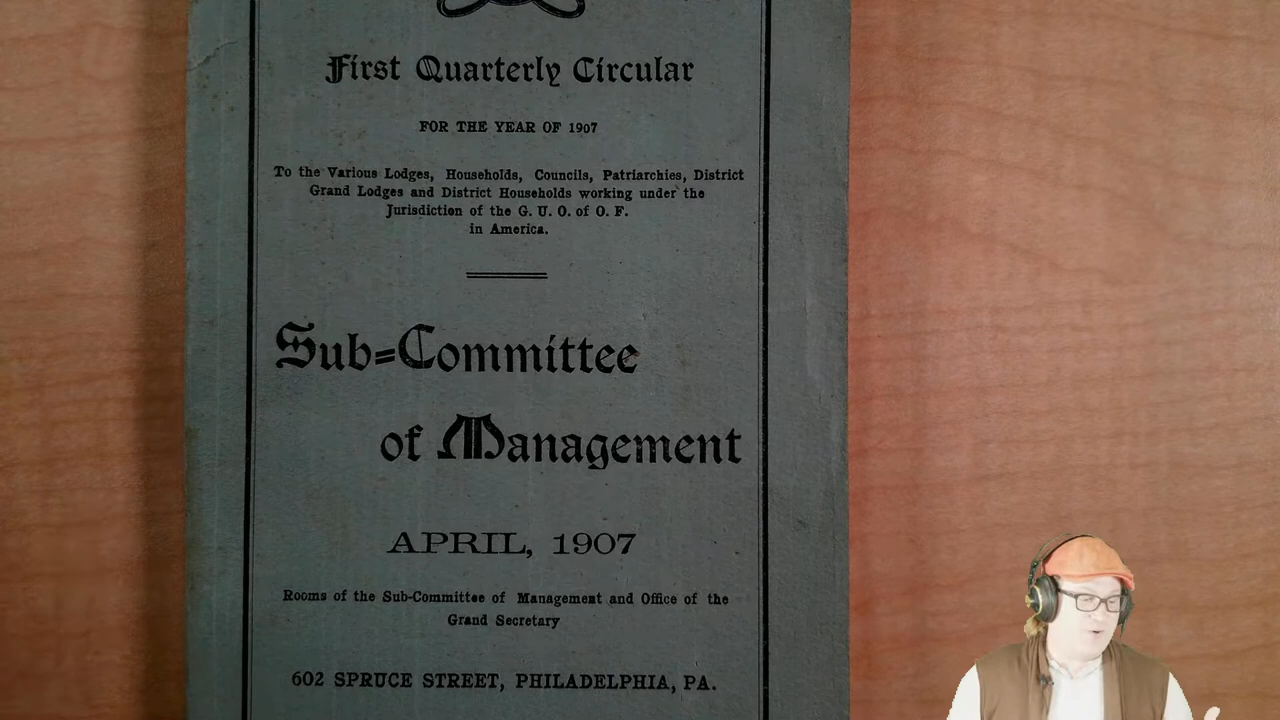 First Quarterly Circular
FOR THE YEAR OF 1907
To the Various Lodges, Households, Councils, Patriarchies, District
Grand Lodges and District Households working under the
Jurisdiction of the G. U. O. of O. F.
in America.
Sub=Committee
of Management
APRIL, 1907
Rooms of the Sub-Committee of Management and Office of the
Grand Secretary
602 SPRUCE STREET, PHILADELPHIA, PA.